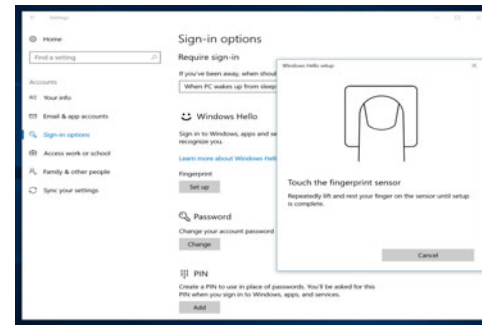 Settings
Home
Sign-in options
Find a setting
Require sign-in
If you've been away, when shoul
When PC wakes up from sleep
Accounts
Your info
Email & app accounts
Sign-in options
Access work or school
Family & other people
Sync your settings
Windows Hello
Sign in to Windows, apps and se
recognize you.
Learn more about Windows Hell
Fingerprint
Set up
Password
Change your account password
Change
PIN
Create a PIN to use in place of passwords. You'll be asked for this
PIN when you sign in to Windows, apps, and services.
Add
Windows Hello setup
Touch the fingerprint sensor
Repeatedly lift and rest your finger on the sensor until setup
is complete.
Cancel